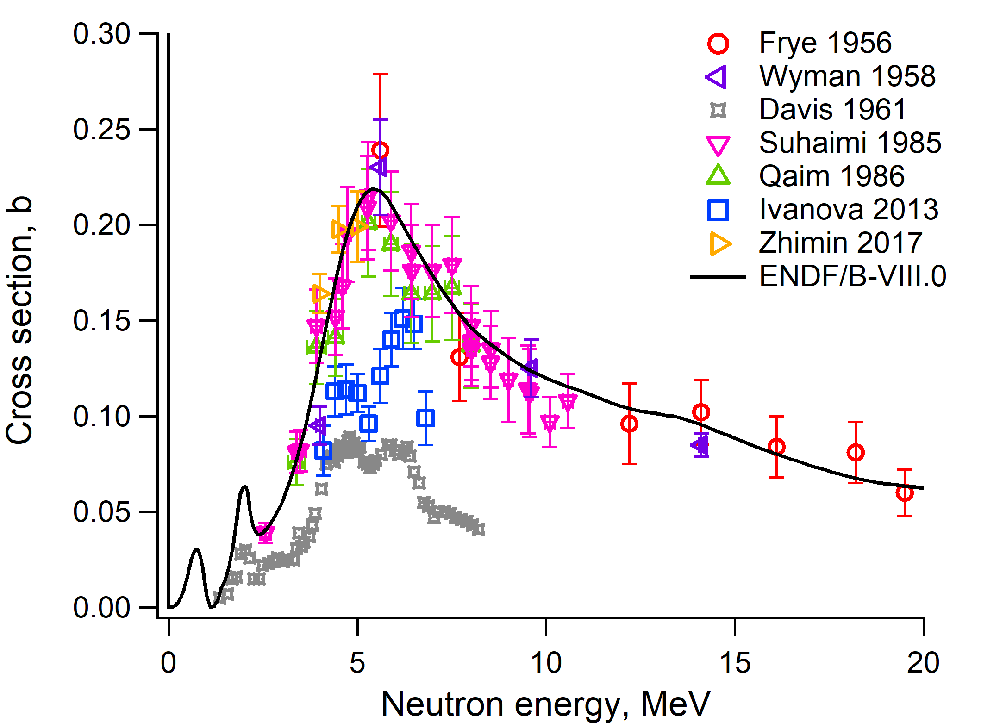 0.30
0.25
0.20
0.15
0.10
0.05
0.00
Cross section, b
Frye 1956
Wyman 1958
Davis 1961
Suhaimi 1985
Qaim 1986
Ivanova 2013
Zhimin 2017
ENDF/B-VIII.0
0 5 10 15 20
Neutron energy, MeV